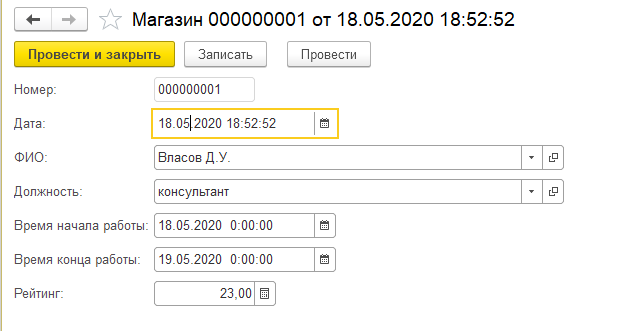 Магазин 000000001 от 18.05.2020 18:52:52
Провести и закрыть Записать Провести
Номер: 000000001
Дата: 18.05.2020 18:52:52
ФИО: Власов Д.У.
Должность: консультант
Время начала работы: 18.05.2020 0:00:00
Время конца работы: 19.05.2020 0:00:00
Рейтинг: 23,00